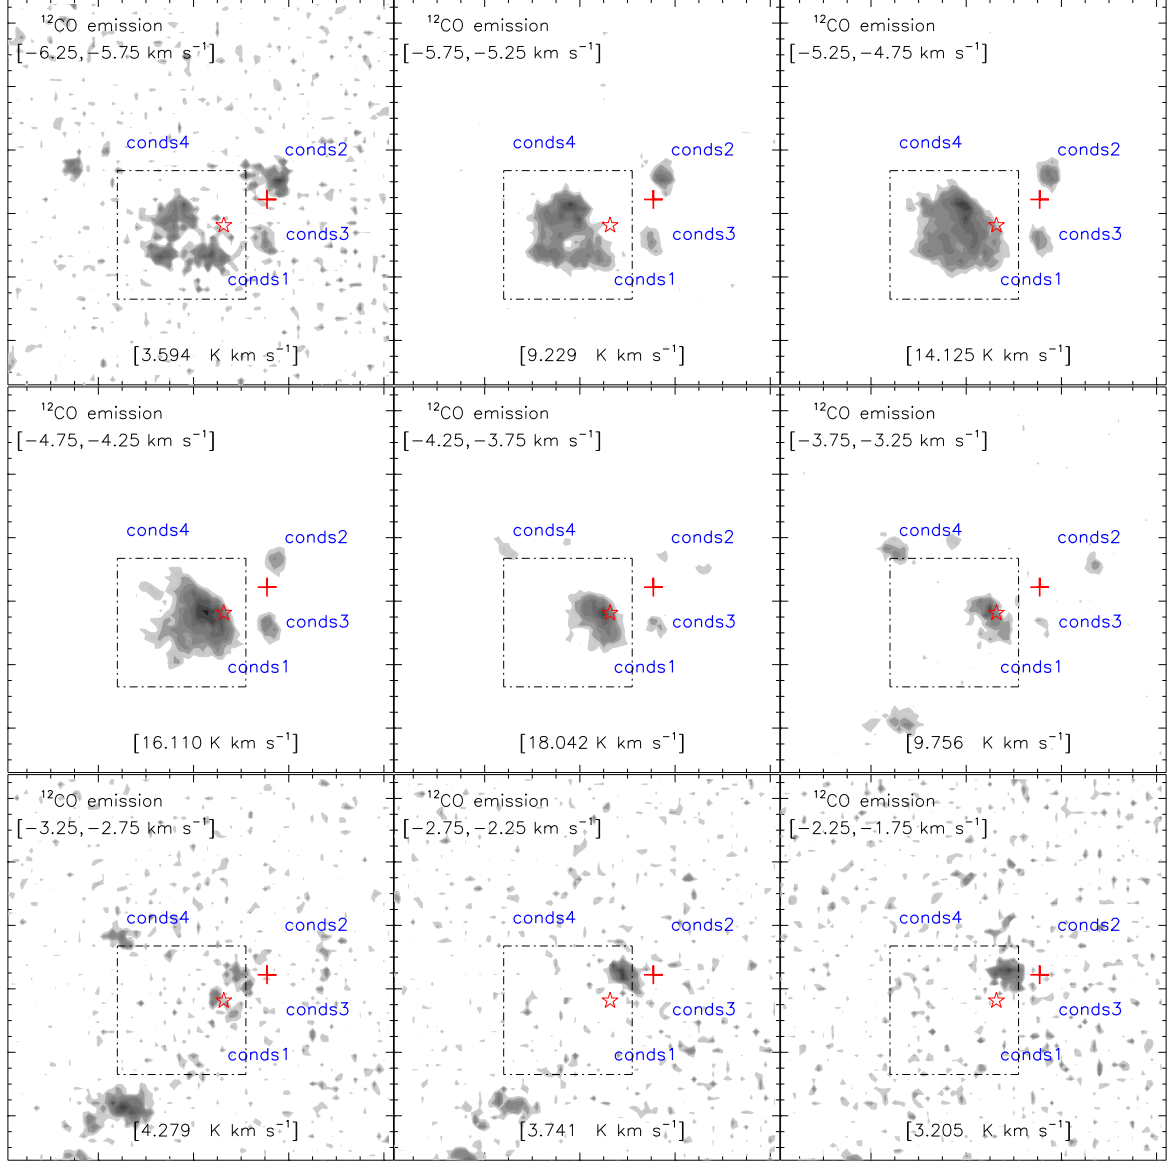 ¹²CO emission
[−6.25,−5.75 km s⁻¹]
conds4
conds2
conds3
conds1
[3.594 K km s⁻¹]
¹²CO emission
[−5.75,−5.25 km s⁻¹]
conds4
conds2
conds3
conds1
[9.229 K km s⁻¹]
¹²CO emission
[−5.25,−4.75 km s⁻¹]
conds4
conds2
conds3
conds1
[14.125 K km s⁻¹]
¹²CO emission
[−4.75,−4.25 km s⁻¹]
conds4
conds2
conds3
conds1
[16.110 K km s⁻¹]
¹²CO emission
[−4.25,−3.75 km s⁻¹]
conds4
conds2
conds3
conds1
[18.042 K km s⁻¹]
¹²CO emission
[−3.75,−3.25 km s⁻¹]
conds4
conds2
conds3
conds1
[9.756 K km s⁻¹]
¹²CO emission
[−3.25,−2.75 km s⁻¹]
conds4
conds2
conds3
conds1
[4.279 K km s⁻¹]
¹²CO emission
[−2.75,−2.25 km s⁻¹]
conds4
conds2
conds3
conds1
[3.741 K km s⁻¹]
¹²CO emission
[−2.25,−1.75 km s⁻¹]
conds4
conds2
conds3
conds1
[3.205 K km s⁻¹]